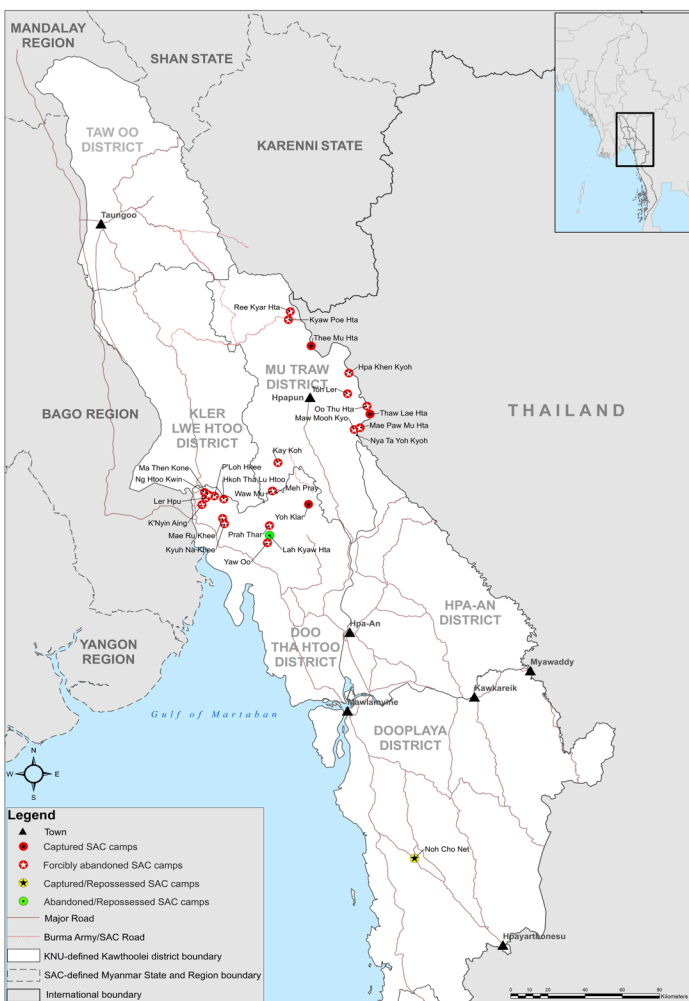 MANDALAY
REGION
SHAN STATE
TAW OO
DISTRICT
KARENNI STATE
Taungoo
Ree Kyar Hta
Kyaw Poe Hta
Thee Mu Hta
MU TRAW
DISTRICT
Hpa Khen Kyoh
Toh Ler
Hpapun
Oo Thu Hta
Thaw Lae Hta
Maw Mooh Kyo
Mae Paw Mu Hta
Nya Ta Yoh Kyoh
THAILAND
BAGO REGION
KLER
LWE HTOO
DISTRICT
Kay Koh
Ma Then Kone
P'Loh Hkee
Ng Htoo Kwin
Hkoh Tha Lu Htoo
Waw Mu
Meh Pray
Ler Hpu
Yoh Klar
K'Nyin Aing
Mae Ru Khee
Prah Thar
Kyuh Na Khee
Lah Kyaw Hta
Yaw Oo
HPA-AN
DISTRICT
Hpa-An
DOO
THA HTOO
DISTRICT
YANGON
REGION
Myawaddy
Kawkareik
Mawlamyine
Gulf of Martaban
DOOPLAYA
DISTRICT
N
W
E
S
Noh Cho Net
Hpayarthonesu
Legend
Town
Captured SAC camps
Forcibly abandoned SAC camps
Captured/Repossessed SAC camps
Abandoned/Repossessed SAC camps
Major Road
Burma Army/SAC Road
KNU-defined Kawthoolei district boundary
SAC-defined Myanmar State and Region boundary
International boundary
0 10 20 40 60 80
Kilometers